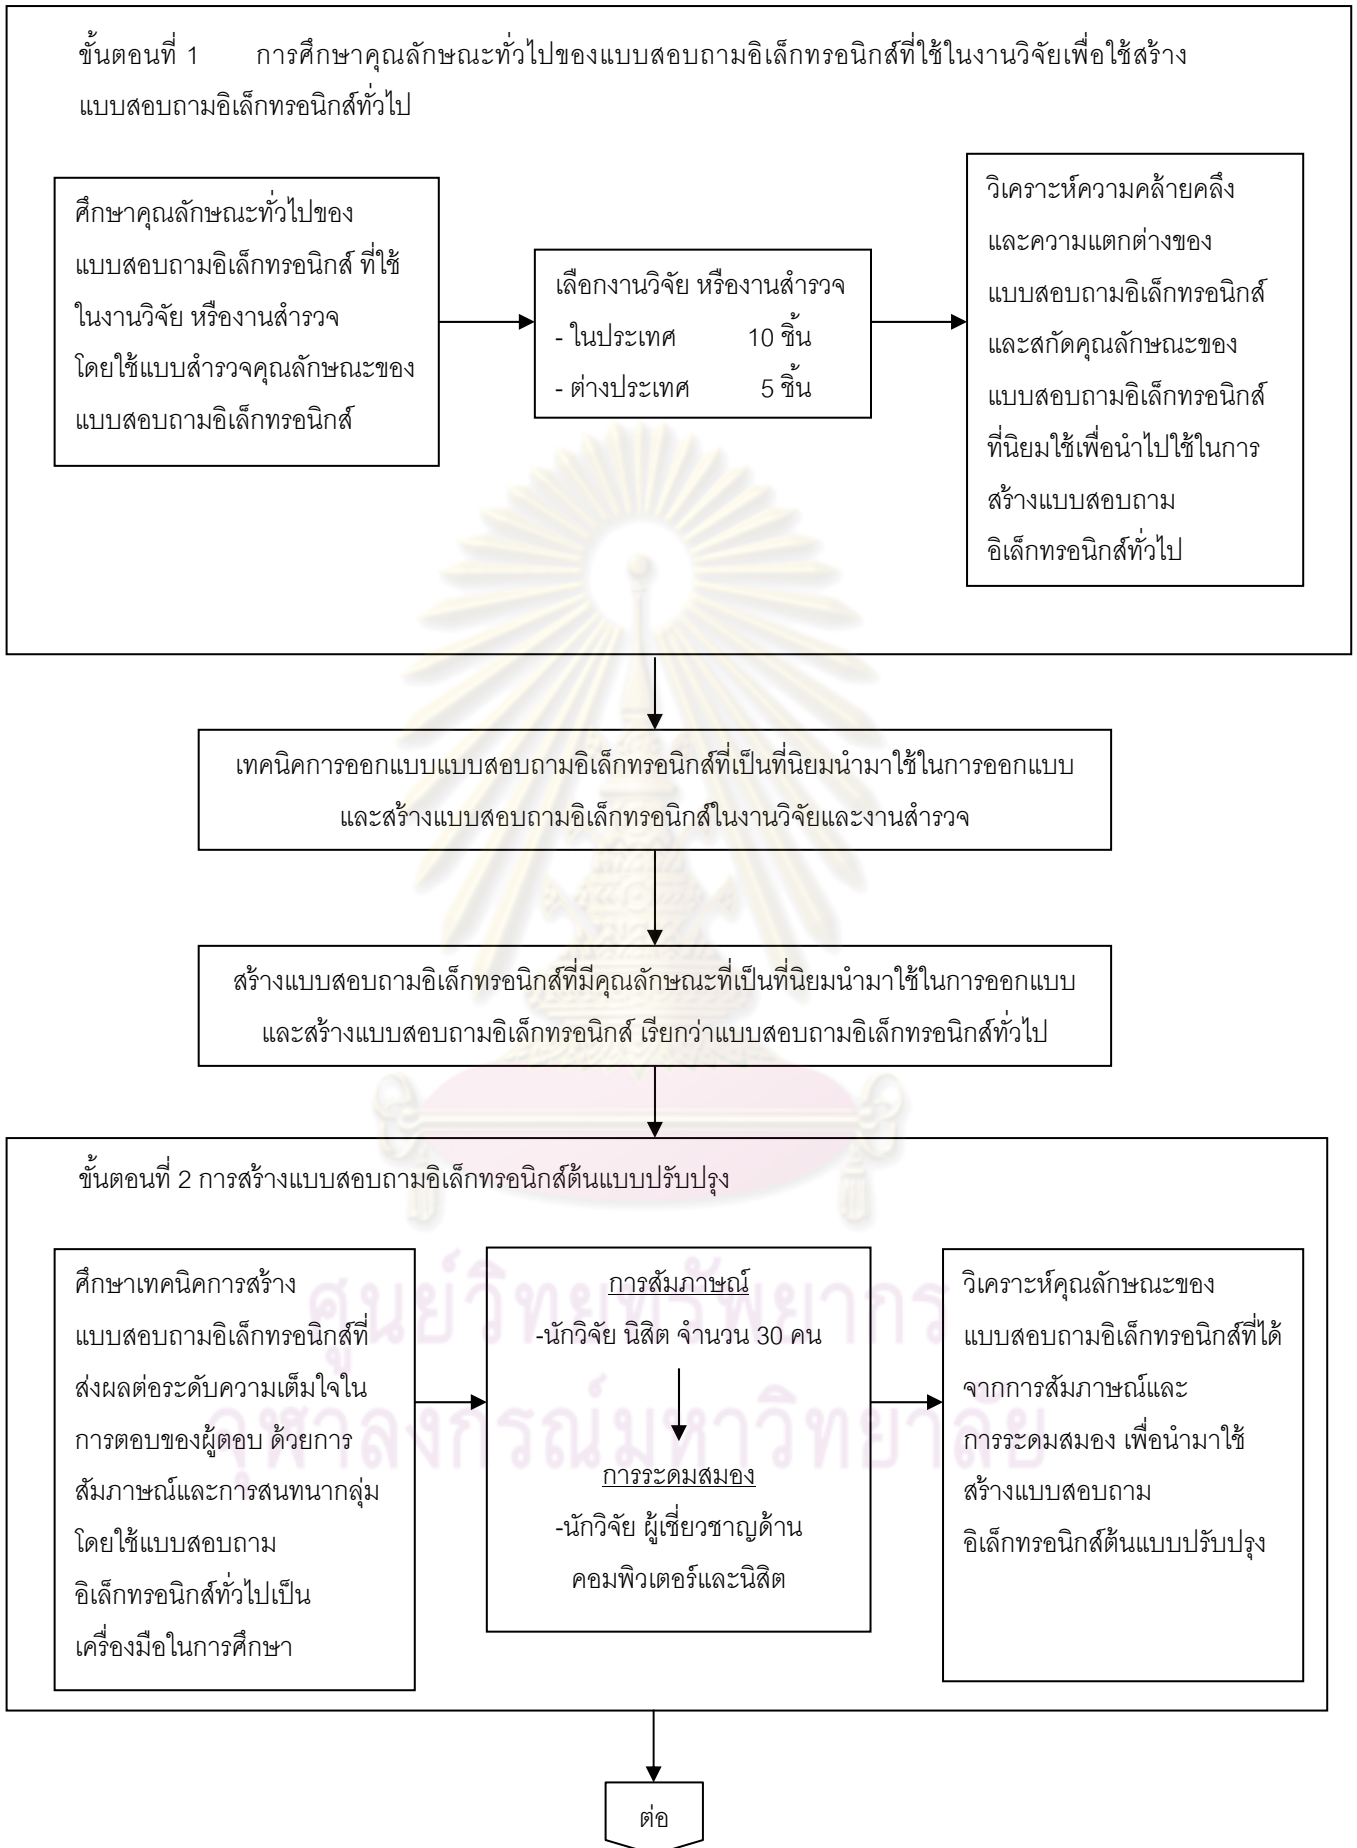 ขั้นตอนที่ 1 การศึกษาคุณลักษณะทั่วไปของแบบสอบถามอิเล็กทรอนิกส์ที่ใช้ในงานวิจัยเพื่อใช้สร้าง
แบบสอบถามอิเล็กทรอนิกส์ทั่วไป
ศึกษาคุณลักษณะทั่วไปของ
แบบสอบถามอิเล็กทรอนิกส์ ที่ใช้
ในงานวิจัย หรืองานสำรวจ
โดยใช้แบบสำรวจคุณลักษณะของ
แบบสอบถามอิเล็กทรอนิกส์
เลือกงานวิจัย หรืองานสำรวจ
- ในประเทศ 10 ชิ้น
- ต่างประเทศ 5 ชิ้น
วิเคราะห์ความคล้ายคลึง
และความแตกต่างของ
แบบสอบถามอิเล็กทรอนิกส์
และสกัดคุณลักษณะของ
แบบสอบถามอิเล็กทรอนิกส์
ที่นิยมใช้เพื่อนำไปใช้ในการ
สร้างแบบสอบถาม
อิเล็กทรอนิกส์ทั่วไป
เทคนิคการออกแบบแบบสอบถามอิเล็กทรอนิกส์ที่เป็นที่นิยมนำมาใช้ในการออกแบบ
และสร้างแบบสอบถามอิเล็กทรอนิกส์ในงานวิจัยและงานสำรวจ
สร้างแบบสอบถามอิเล็กทรอนิกส์ที่มีคุณลักษณะที่เป็นที่นิยมนำมาใช้ในการออกแบบ
และสร้างแบบสอบถามอิเล็กทรอนิกส์ เรียกว่าแบบสอบถามอิเล็กทรอนิกส์ทั่วไป
ขั้นตอนที่ 2 การสร้างแบบสอบถามอิเล็กทรอนิกส์ต้นแบบปรับปรุง
ศึกษาเทคนิคการสร้าง
แบบสอบถามอิเล็กทรอนิกส์ที่
ส่งผลต่อระดับความเต็มใจใน
การตอบของผู้ตอบ ด้วยการ
สัมภาษณ์และการสนทนากลุ่ม
โดยใช้แบบสอบถาม
อิเล็กทรอนิกส์ทั่วไปเป็น
เครื่องมือในการศึกษา
การสัมภาษณ์
-นักวิจัย นิสิต จำนวน 30 คน
การระดมสมอง
-นักวิจัย ผู้เชี่ยวชาญด้าน
คอมพิวเตอร์และนิสิต
วิเคราะห์คุณลักษณะของ
แบบสอบถามอิเล็กทรอนิกส์ที่ได้
จากการสัมภาษณ์และ
การระดมสมอง เพื่อนำมาใช้
สร้างแบบสอบถาม
อิเล็กทรอนิกส์ต้นแบบปรับปรุง
ศูนย์วิทยทรัพยากร
จุฬาลงกรณ์มหาวิทยาลัย
ต่อ